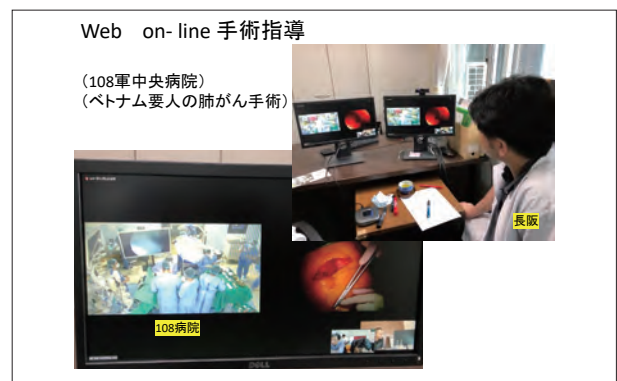 Web on-line 手術指導
（108軍中央病院）
（ベトナム要人の肺がん手術）
長阪
108病院
DELL